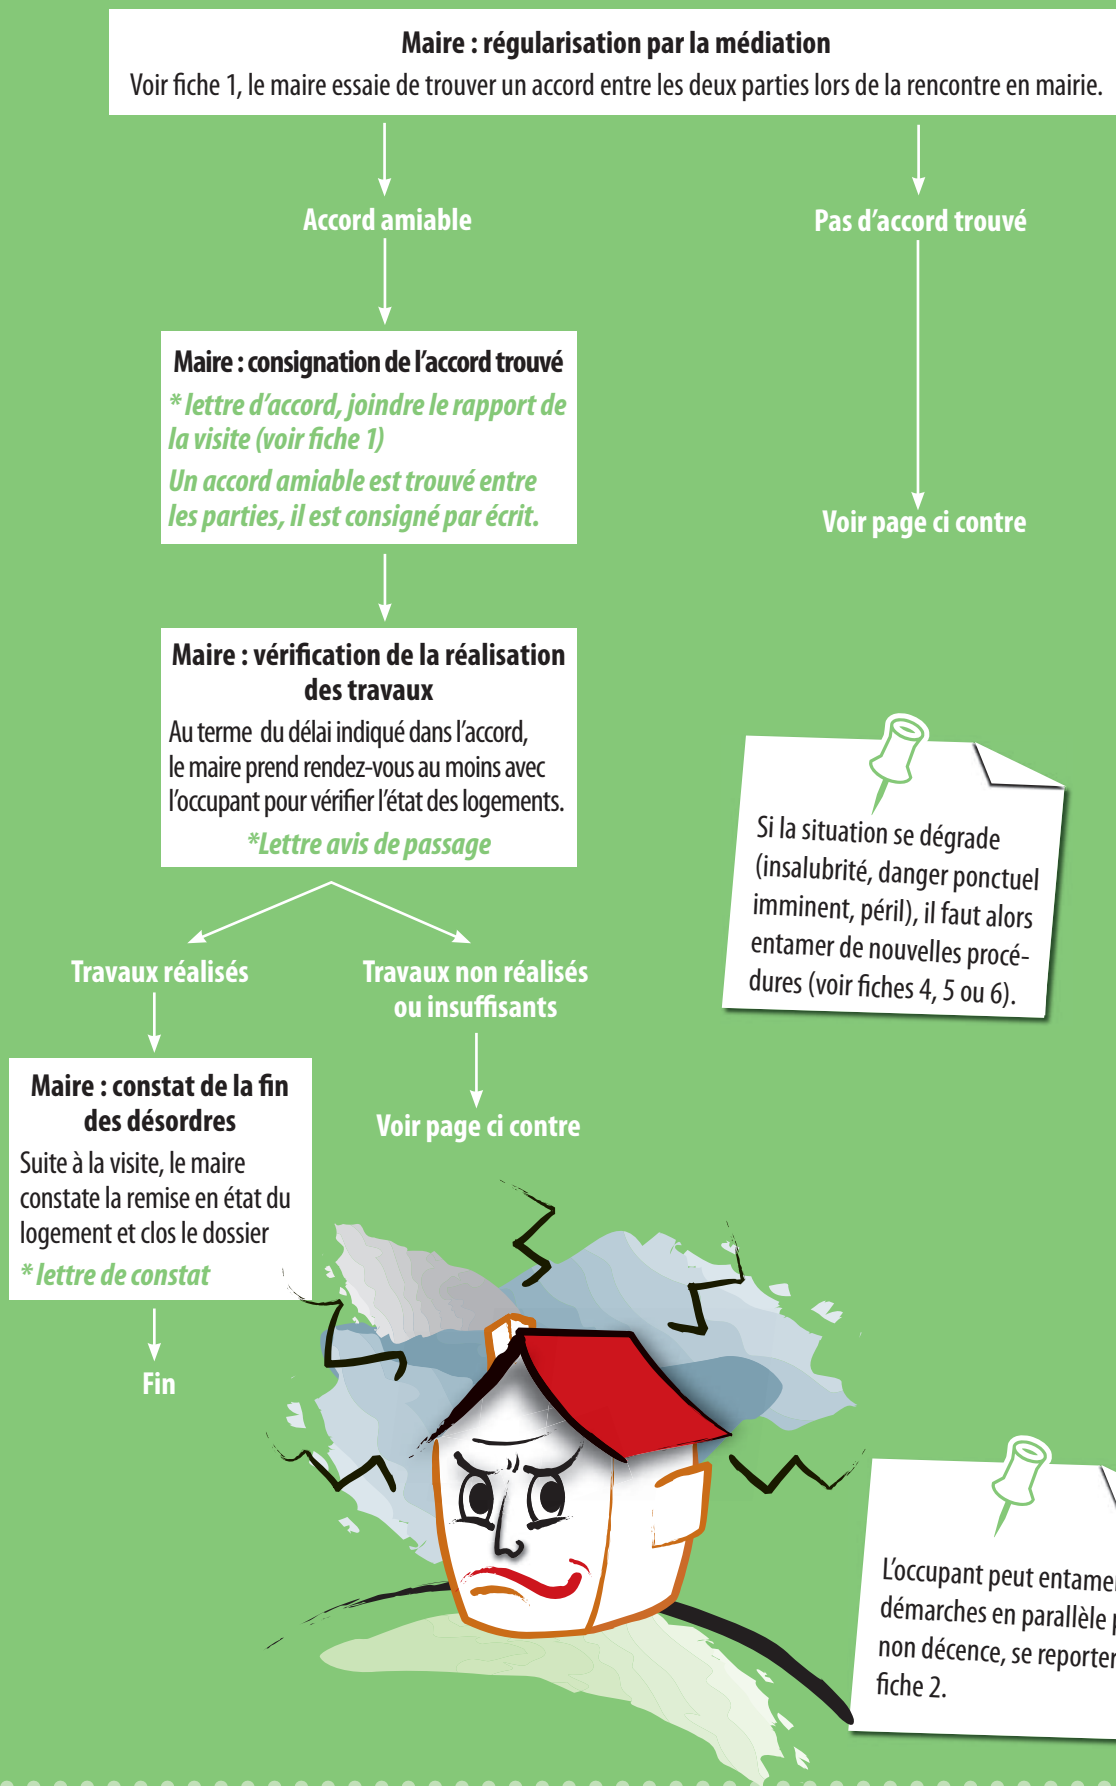 Maire : régularisation par la médiation
Voir fiche 1, le maire essaie de trouver un accord entre les deux parties lors de la rencontre en mairie.
Accord amiable
Pas d’accord trouvé
Maire : consignation de l’accord trouvé
* lettre d’accord, joindre le rapport de
la visite (voir fiche 1)
Un accord amiable est trouvé entre
les parties, il est consigné par écrit.
Voir page ci contre
Maire : vérification de la réalisation
des travaux
Au terme du délai indiqué dans l’accord,
le maire prend rendez-vous au moins avec
l’occupant pour vérifier l’état des logements.
*Lettre avis de passage
Si la situation se dégrade
(insalubrité, danger ponctuel
imminent, péril), il faut alors
entamer de nouvelles procé-
dures (voir fiches 4, 5 ou 6).
Travaux réalisés
Travaux non réalisés
ou insuffisants
Maire : constat de la fin
des désordres
Suite à la visite, le maire
constate la remise en état du
logement et clos le dossier
* lettre de constat
Voir page ci contre
Fin
L’occupant peut entamer
démarches en parallèle
non décence, se reporter
fiche 2.